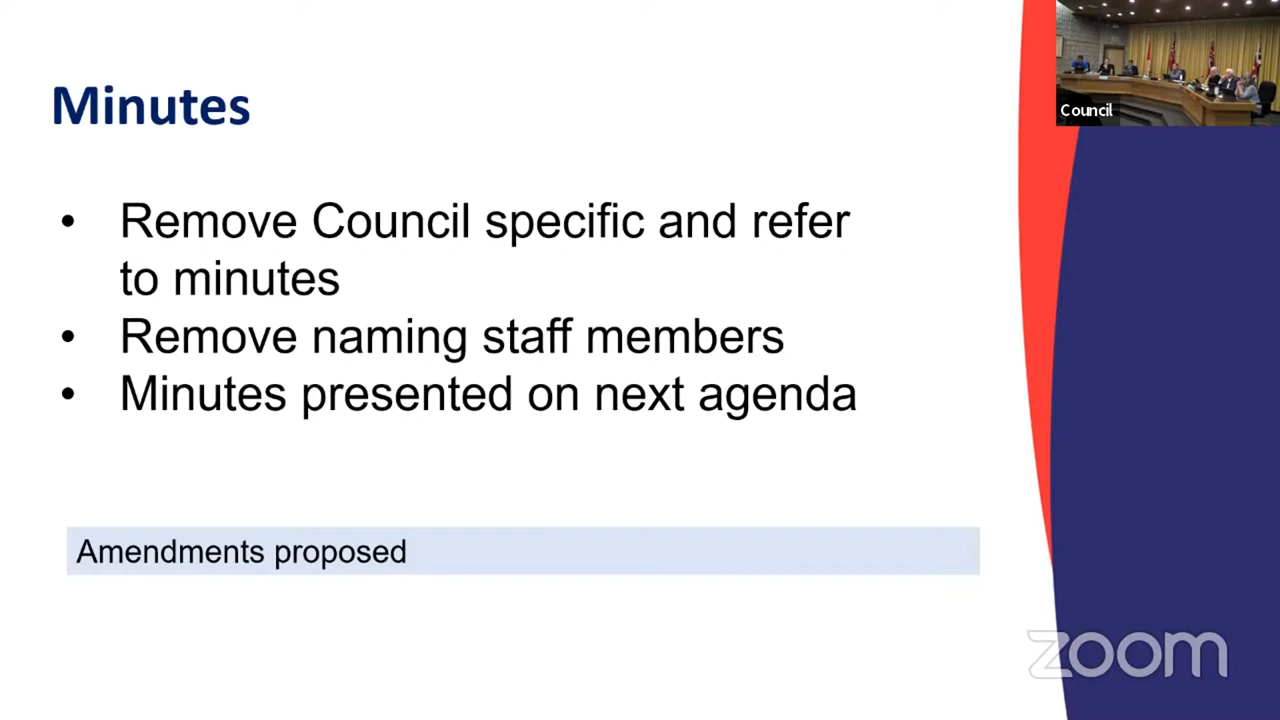 Minutes
Council
• Remove Council specific and refer
to minutes
• Remove naming staff members
• Minutes presented on next agenda
Amendments proposed
zoom